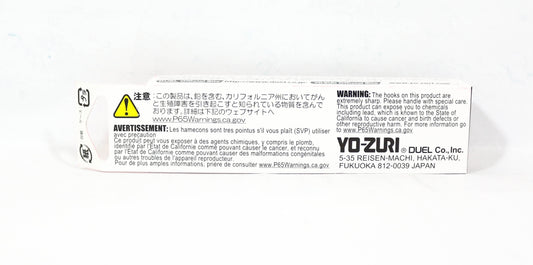 注意:この製品は、鉛を含む、カリフォルニア州においてがん
と生殖障害を引き起こすと知られている物質を含んで
おります。詳細は下記のウェブサイトへ
www.P65Warnings.ca.gov
AVERTISSEMENT: Les hamecons sont tres pointus s'il vous plaît (SVP) utiliser
avec precaution
Ce produit peut vous exposer à des agents chimiques, y compris le plomb,
identifié par l'État de Californie comme pouvant causer le cancer, et reconnu
par l'État de Californie comme pouvant causer des malformations congénitales
ou autres troubles de l'appareil reproducteur.
Pour de plus amples informations, prière de consulter www.P65Warnings.ca.gov
WARNING: The hooks on this product are
extremely sharp. Please handle with special care.
This product can expose you to chemicals
including lead, which is known to the State of
California to cause cancer and birth defects or
other reproductive harm. For more information go
to www.P65Warnings.ca.gov.
YO-ZURI ® DUEL Co., Inc.
5-35 REISEN-MACHI, HAKATA-KU,
FUKUOKA 812-0039 JAPAN